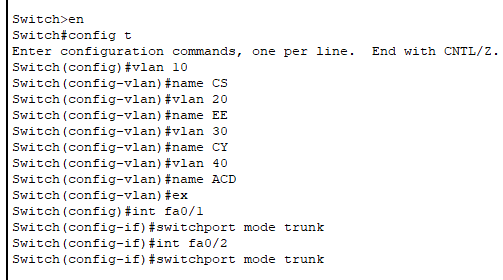 Switch>en
Switch#config t
Enter configuration commands, one per line.  End with CNTL/Z.
Switch(config)#vlan 10
Switch(config-vlan)#name CS
Switch(config-vlan)#vlan 20
Switch(config-vlan)#name EE
Switch(config-vlan)#vlan 30
Switch(config-vlan)#name CY
Switch(config-vlan)#vlan 40
Switch(config-vlan)#name ACD
Switch(config-vlan)#ex
Switch(config)#int fa0/1
Switch(config-if)#switchport mode trunk
Switch(config-if)#int fa0/2
Switch(config-if)#switchport mode trunk